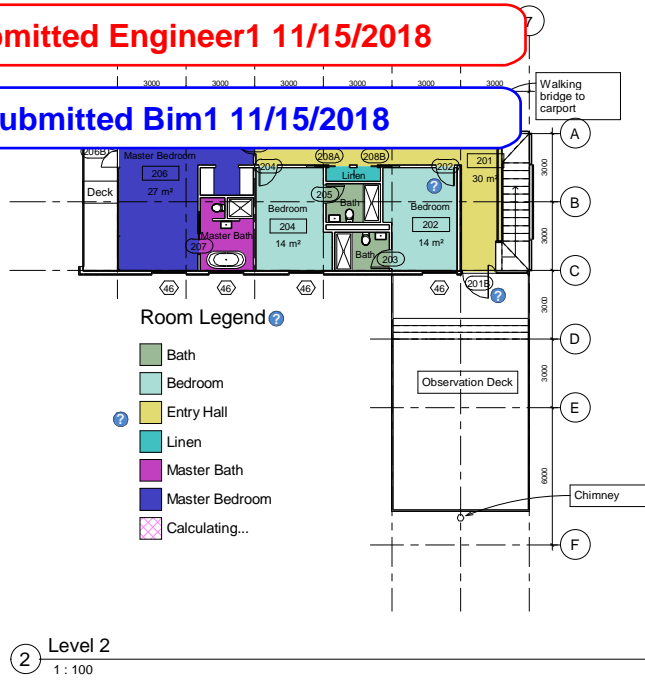 bmitted Engineer1 11/15/2018
7
3000 3000 3000 3000 3000 3000
Walking
bridge to
carport
ubmitted Bim1 11/15/2018
A
206B
Master Bedroom
208A
208B
201
206
204
202
3000
Linen
30 m²
Deck
27 m²
205
Bath
B
Bedroom
Bedroom
204
202
Master Bath
14 m²
14 m²
3000
207
Bath
203
C
46
46
46
46
201B
3000
Room Legend
D
Bath
Bedroom
Observation Deck
3000
Entry Hall
E
Linen
Master Bath
6000
Master Bedroom
Chimney
Calculating...
F
2
Level 2
1 : 100